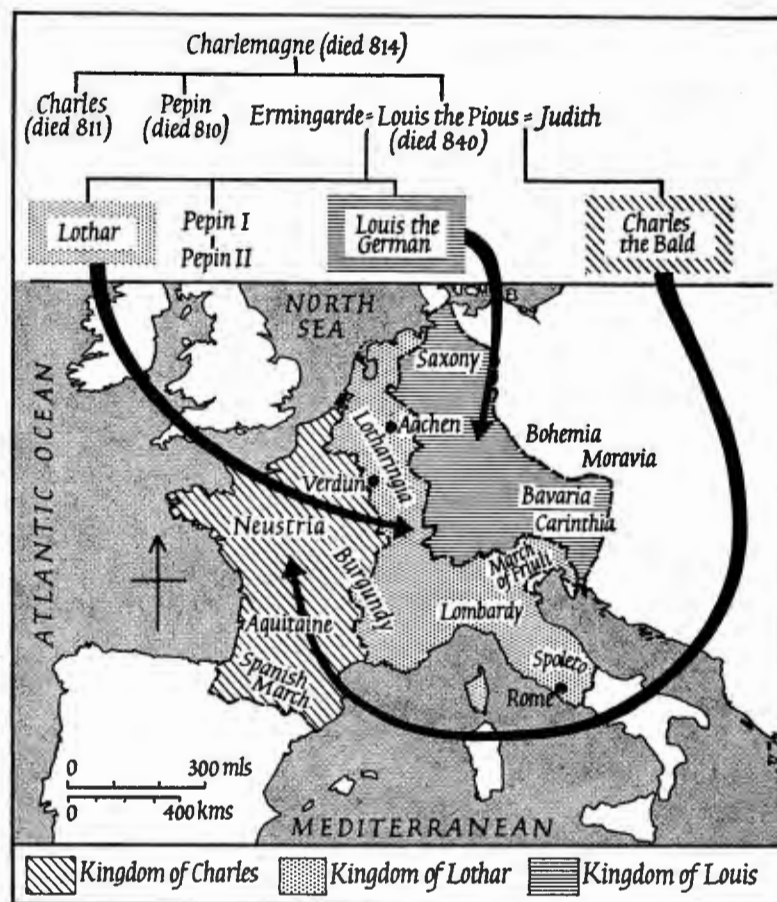 Charlemagne (died 814)
Charles
(died 811)
Pepin
(died 810)
Ermingarde = Louis the Pious = Judith
(died 840)
Lothar
Pepin I
Pepin II
Louis the
German
Charles
the Bald
NORTH
SEA
ATLANTIC OCEAN
Saxony
Aachen
Lotharingia
Verdun
Bohemia
Moravia
Bavaria
Carinthia
Neustria
March
of Friuli
Burgundy
Lombardy
Aquitaine
Spoleto
Spanish
March
Rome
0 300 mls
0 400 kms
MEDITERRANEAN
Kingdom of Charles
Kingdom of Lothar
Kingdom of Louis